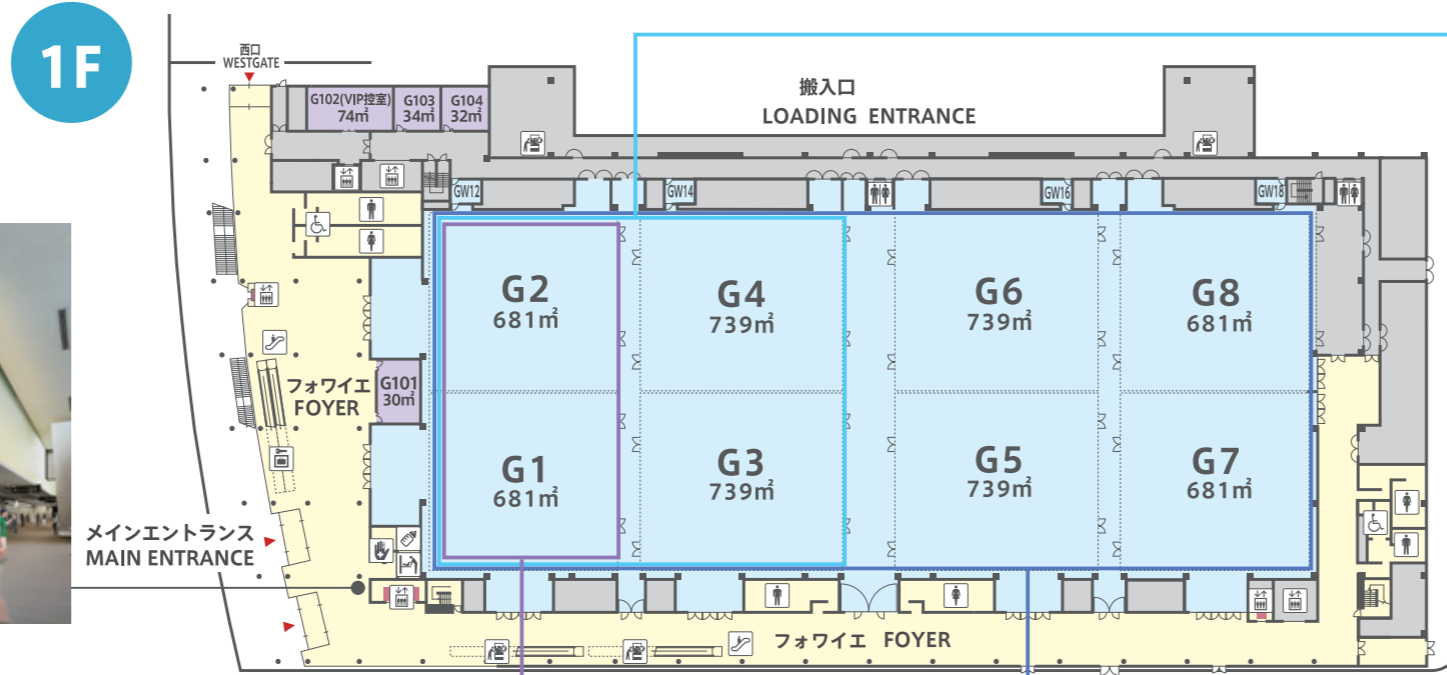 1F
西口
WESTGATE
搬入口
LOADING ENTRANCE
G102(VIP控室)
74㎡
G103
34㎡
G104
32㎡
GW12
GW14
GW16
GW18
G2
681㎡
G4
739㎡
G6
739㎡
G8
681㎡
フォワイエ
FOYER
G101
30㎡
G1
681㎡
G3
739㎡
G5
739㎡
G7
681㎡
メインエントランス
MAIN ENTRANCE
フォワイエ FOYER